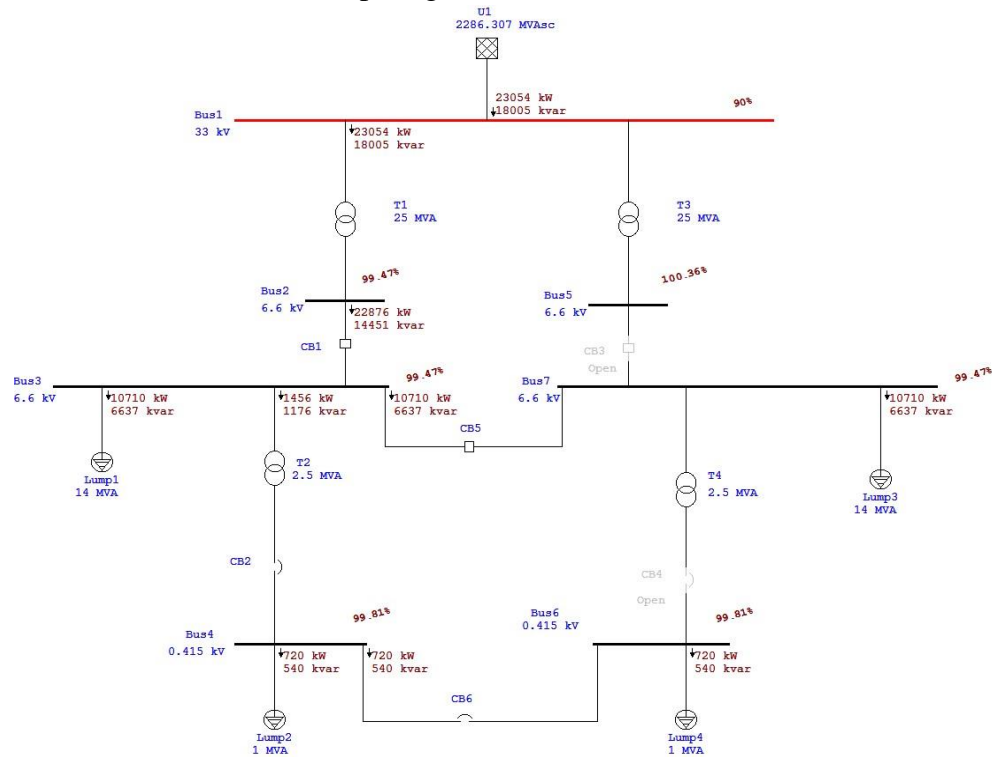 U1
2286.307 MVAsc
23054 kW
18005 kvar
90%
Bus1
33 kV
23054 kW
18005 kvar
T1
25 MVA
T3
25 MVA
99.47%
100.36%
Bus2
6.6 kV
22876 kW
14451 kvar
Bus5
6.6 kV
CB1
CB3
Open
99.47%
99.47%
Bus3
6.6 kV
10710 kW
6637 kvar
1456 kW
1176 kvar
10710 kW
6637 kvar
Bus7
6.6 kV
10710 kW
6637 kvar
CB5
T2
2.5 MVA
T4
2.5 MVA
Lump1
14 MVA
Lump3
14 MVA
CB2
CB4
Open
99.81%
99.81%
Bus4
0.415 kV
720 kW
540 kvar
720 kW
540 kvar
Bus6
0.415 kV
720 kW
540 kvar
CB6
Lump2
1 MVA
Lump4
1 MVA